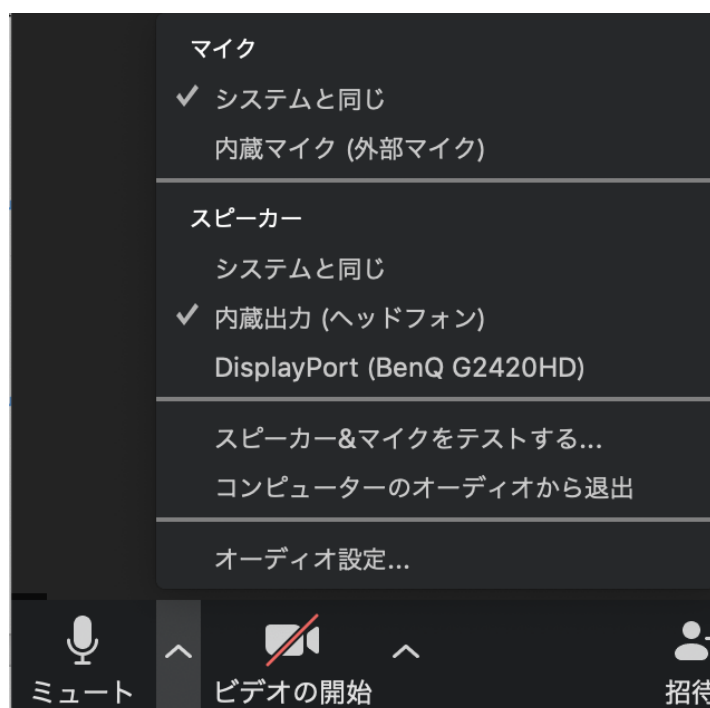 マイク
システムと同じ
内蔵マイク (外部マイク)
スピーカー
システムと同じ
内蔵出力 (ヘッドフォン)
DisplayPort (BenQ G2420HD)
スピーカー&マイクをテストする...
コンピューターのオーディオから退出
オーディオ設定...
ミュート
ビデオの開始
招待